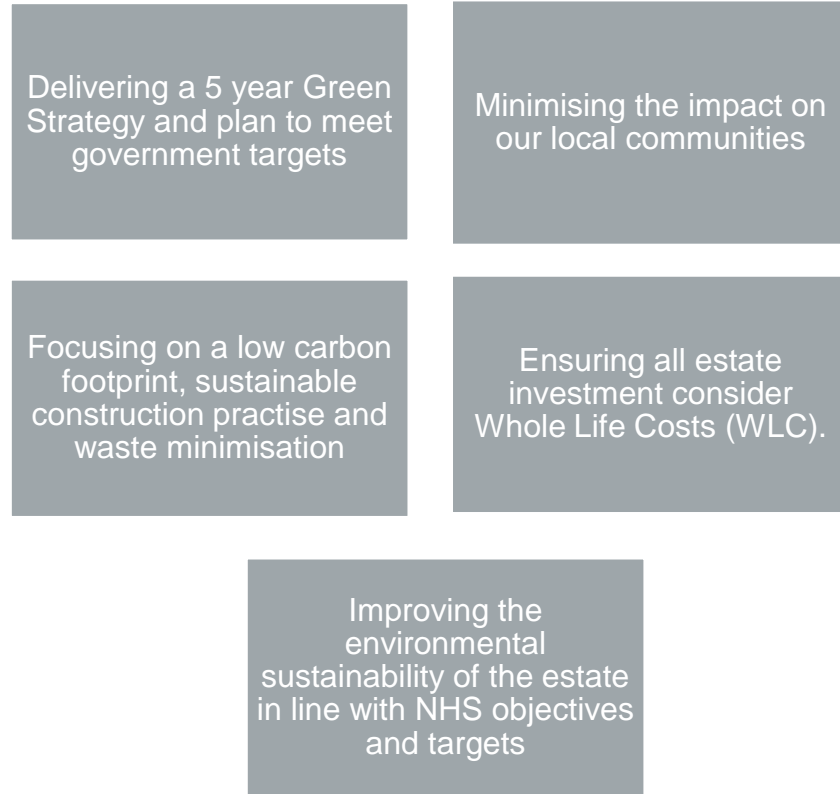 Delivering a 5 year Green
Strategy and plan to meet
government targets
Minimising the impact on
our local communities
Focusing on a low carbon
footprint, sustainable
construction practise and
waste minimisation
Ensuring all estate
investment consider
Whole Life Costs (WLC).
Improving the
environmental
sustainability of the estate
in line with NHS objectives
and targets